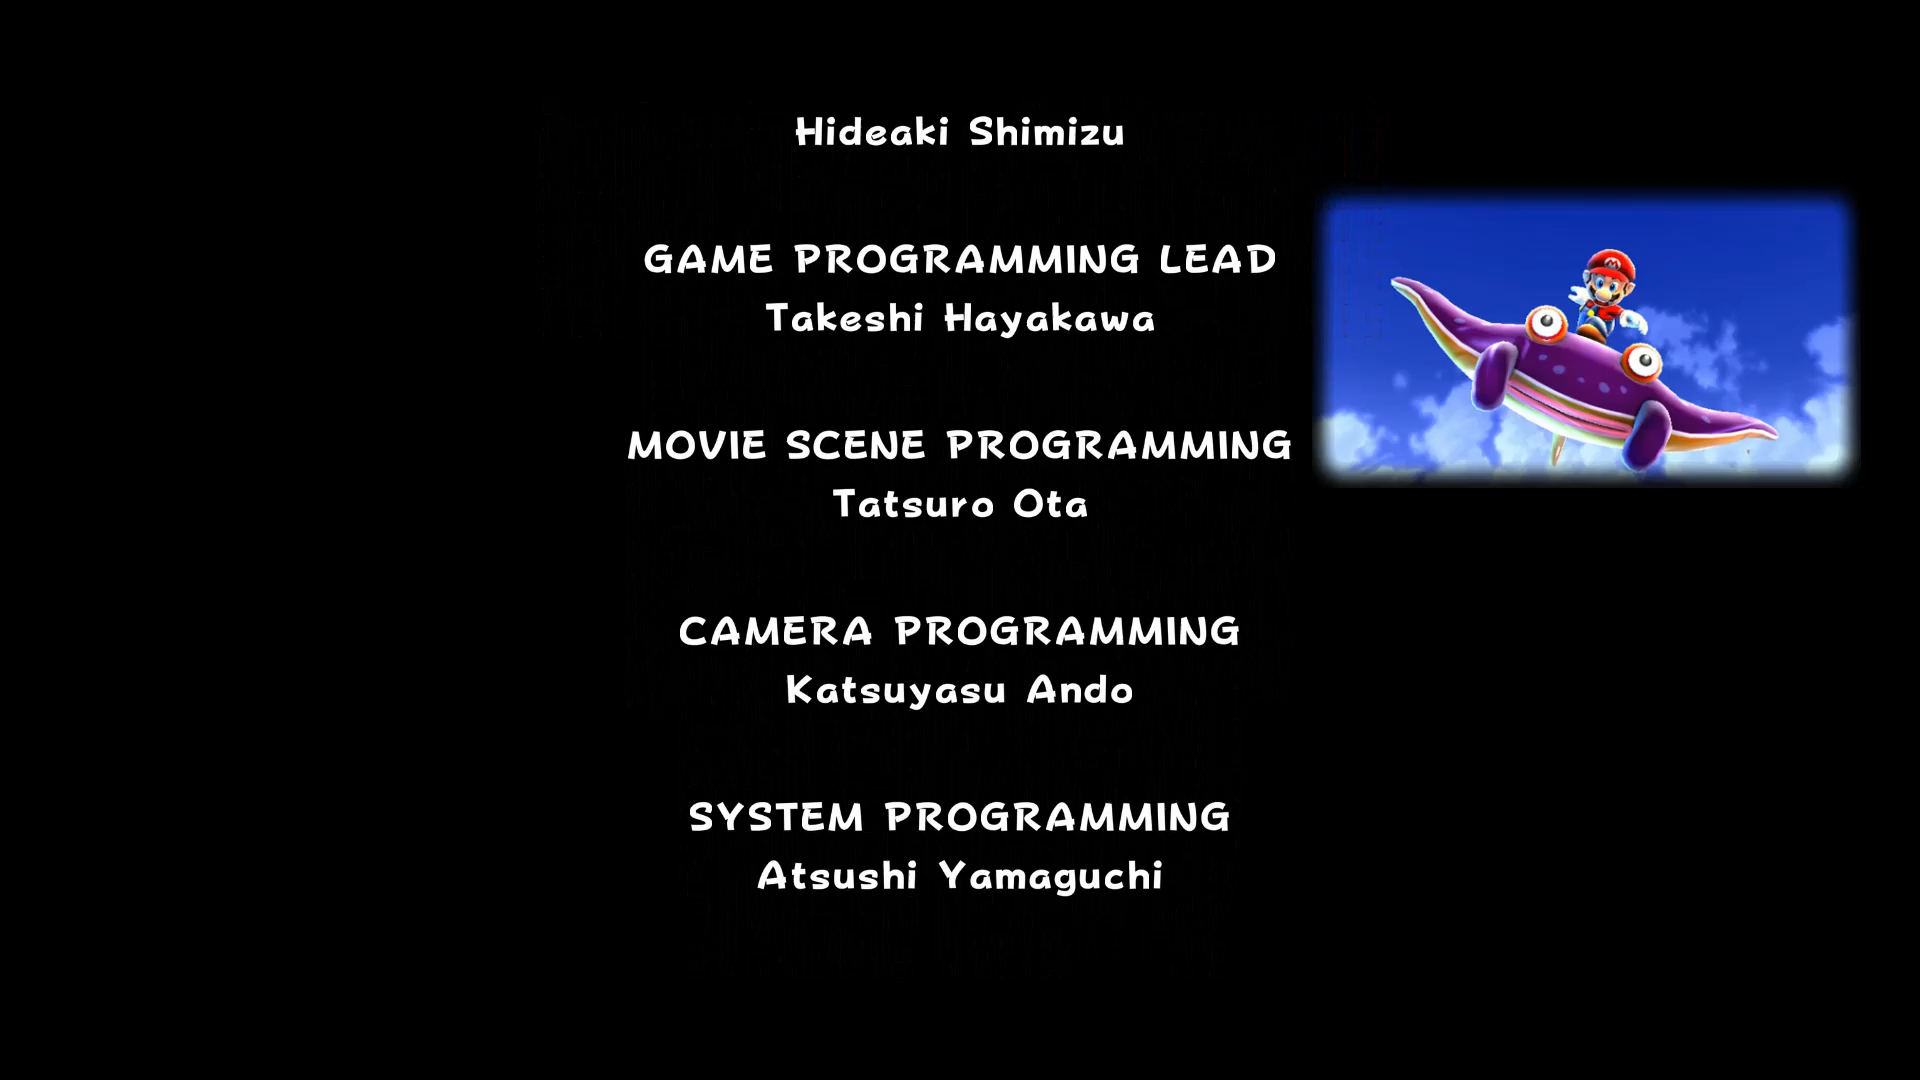 Hideaki Shimizu
GAME PROGRAMMING LEAD
Takeshi Hayakawa
MOVIE SCENE PROGRAMMING
Tatsuro Ota
CAMERA PROGRAMMING
Katsuyasu Ando
SYSTEM PROGRAMMING
Atsushi Yamaguchi